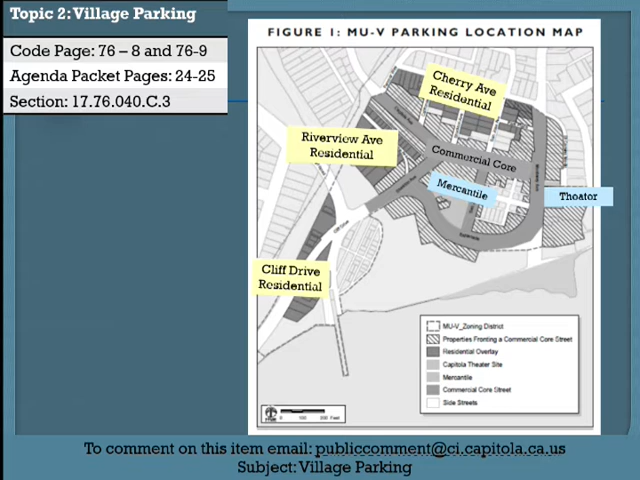 Topic 2: Village Parking
Code Page: 76 – 8 and 76-9
Agenda Packet Pages: 24-25
Section: 17.76.040.C.3
FIGURE 1: MU-V PARKING LOCATION MAP
Cherry Ave
Residential
Riverview Ave
Residential
Commercial Core
Mercantile
Thoator
Cliff Drive
Residential
MU-V_Zoning District
Properties Fronting a Commercial Core Street
Residential Overlay
Capitola Theater Site
Mercantile
Commercial Core Street
Side Streets
To comment on this item email: publiccomment@ci.capitola.ca.us
Subject: Village Parking